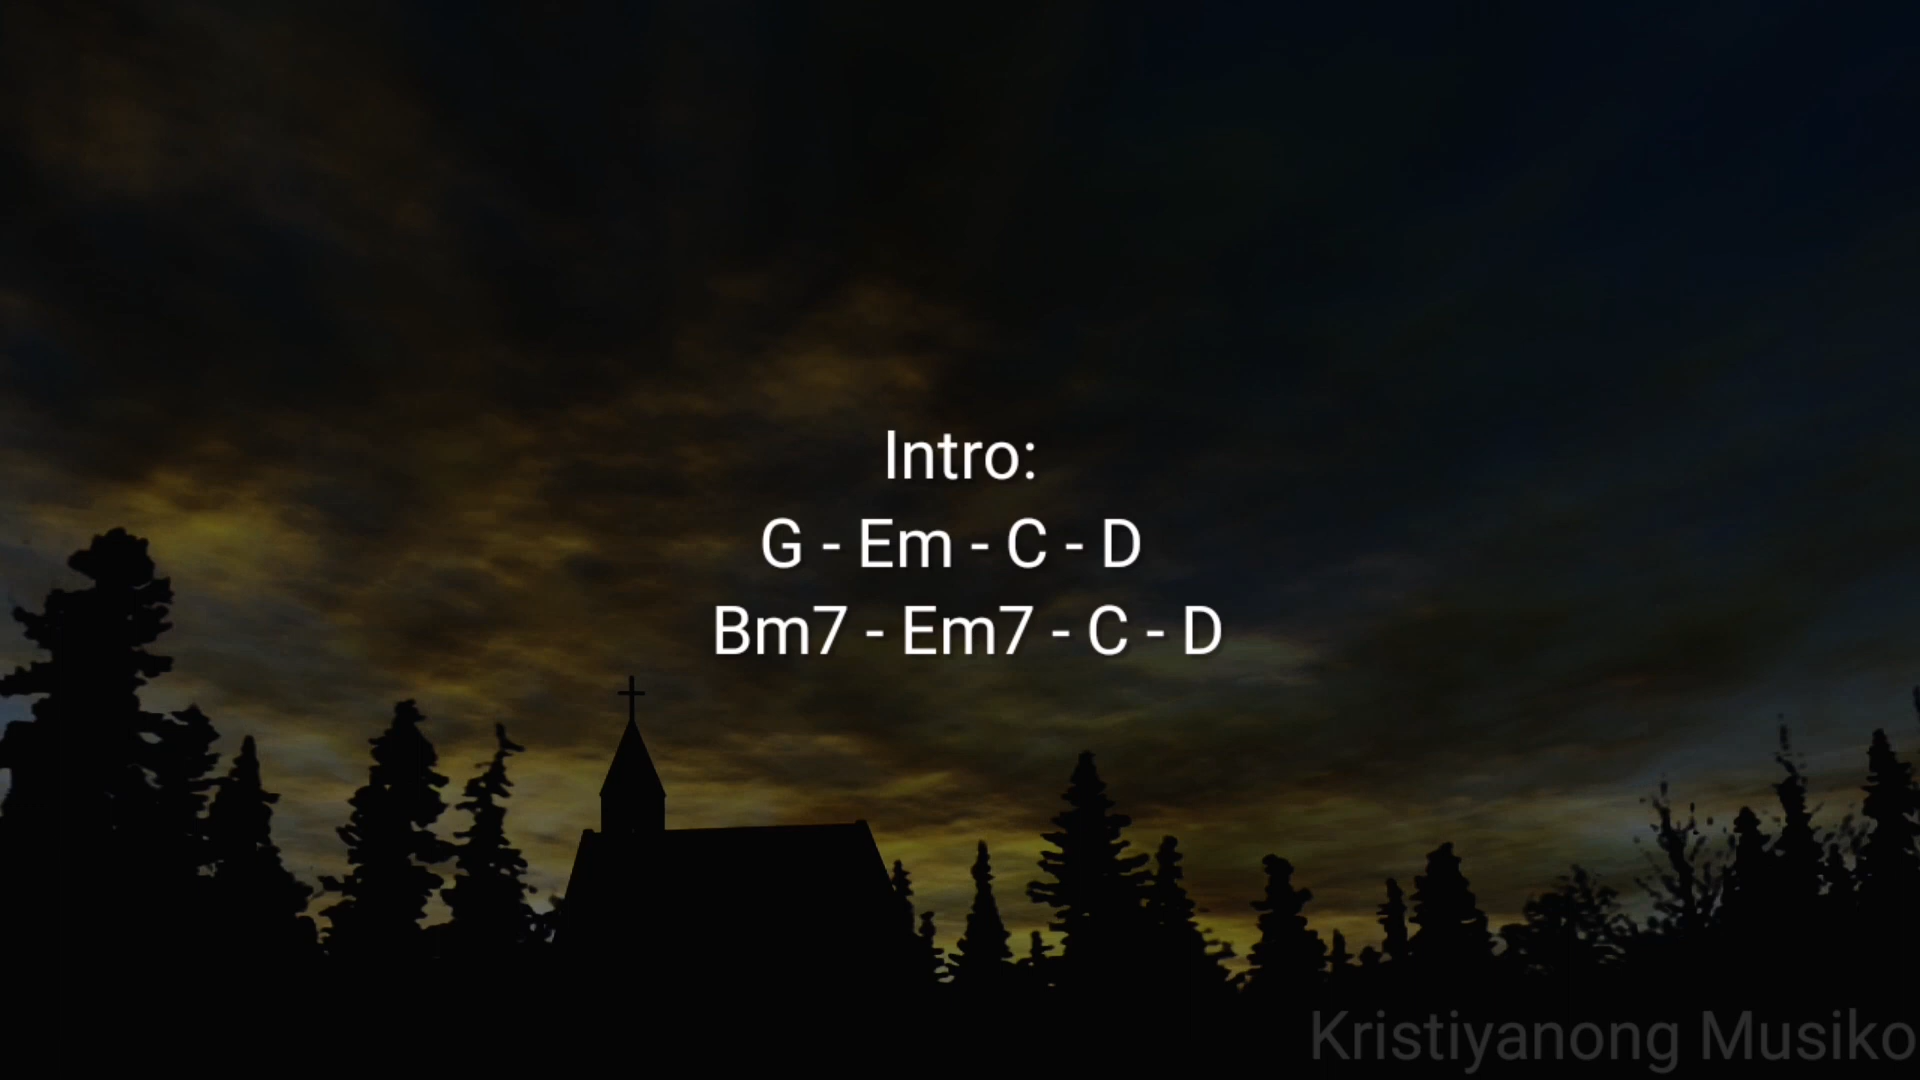 Intro:
G - Em - C - D
Bm7 - Em7 - C - D
Kristiyanong Musiko